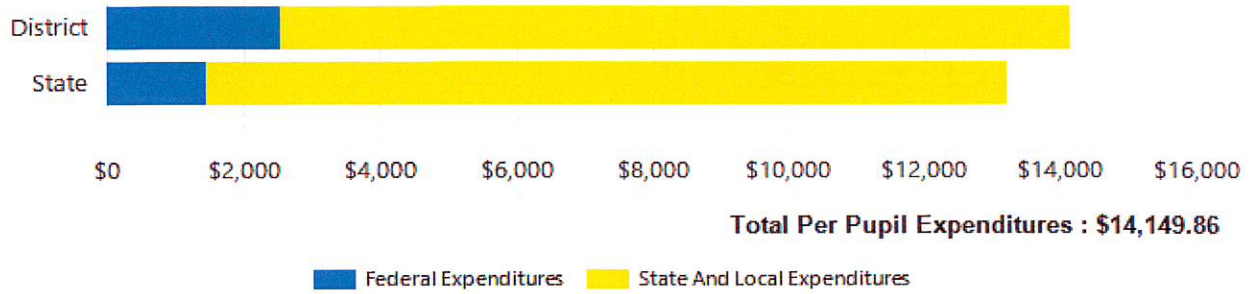 District
State
$0 $2,000 $4,000 $6,000 $8,000 $10,000 $12,000 $14,000 $16,000
Total Per Pupil Expenditures : $14,149.86
Federal Expenditures State And Local Expenditures